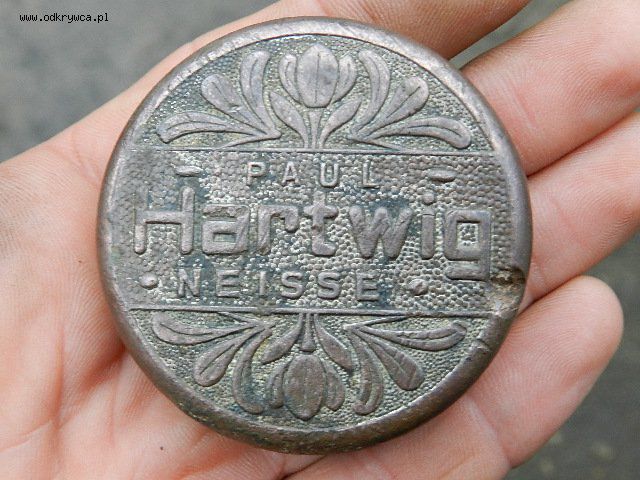 www.odkrywca.pl
- PAUL -
Hartwig
· NEISSE ·